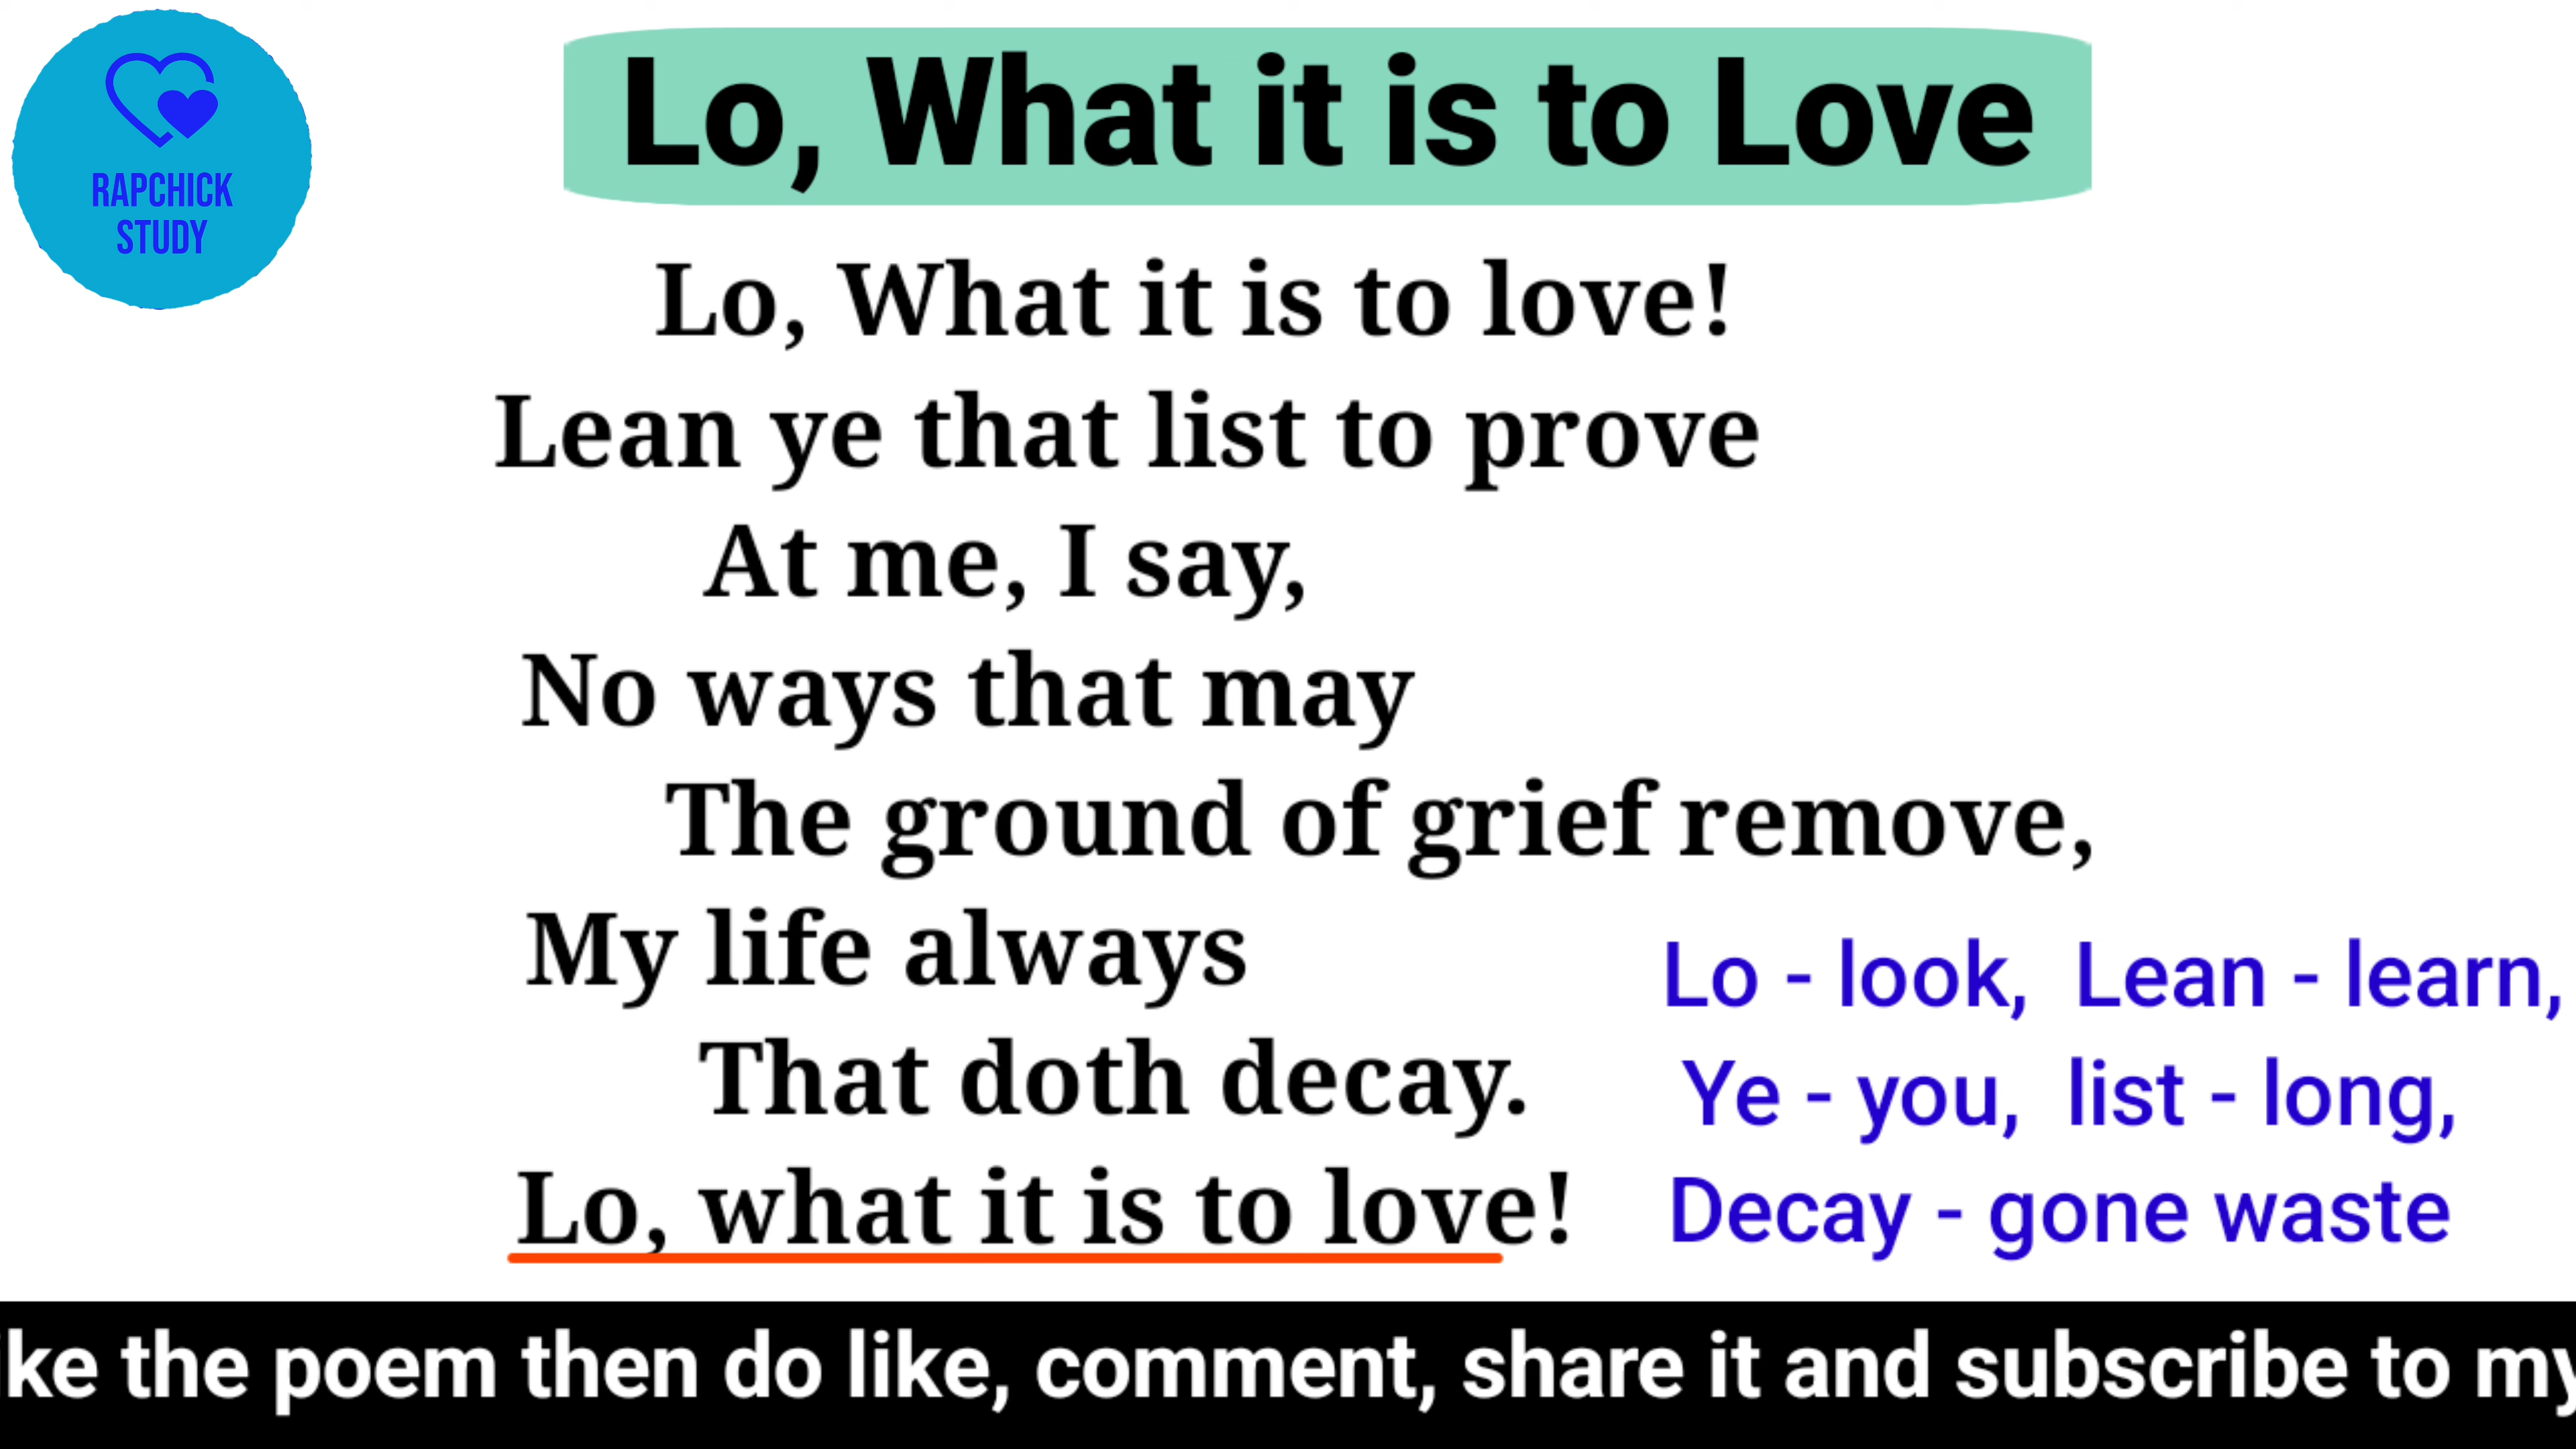 RAPCHICK
STUDY
Lo, What it is to Love
Lo, What it is to love!
Lean ye that list to prove
At me, I say,
No ways that may
The ground of grief remove,
My life always
That doth decay.
Lo, what it is to love!
Lo - look, Lean - learn,
Ye - you, list - long,
Decay - gone waste
ke the poem then do like, comment, share it and subscribe to my